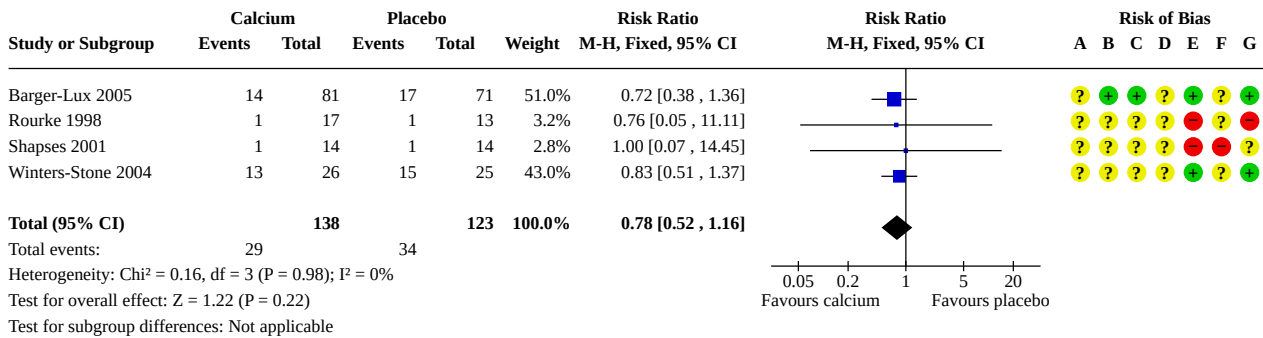 Calcium Placebo Risk Ratio Risk Ratio Risk of Bias
Study or Subgroup Events Total Events Total Weight M-H, Fixed, 95% CI M-H, Fixed, 95% CI A B C D E F G
Barger-Lux 2005 14 81 17 71 51.0% 0.72 [0.38 , 1.36] ? + + ? + ? +
Rourke 1998 1 17 1 13 3.2% 0.76 [0.05 , 11.11] ? ? ? ? − ? −
Shapses 2001 1 14 1 14 2.8% 1.00 [0.07 , 14.45] ? ? ? ? − − ?
Winters-Stone 2004 13 26 15 25 43.0% 0.83 [0.51 , 1.37] ? ? ? ? + ? +
Total (95% CI) 138 123 100.0% 0.78 [0.52 , 1.16]
Total events: 29 34
Heterogeneity: Chi² = 0.16, df = 3 (P = 0.98); I² = 0% 0.05 0.2 1 5 20
Test for overall effect: Z = 1.22 (P = 0.22) Favours calcium Favours placebo
Test for subgroup differences: Not applicable